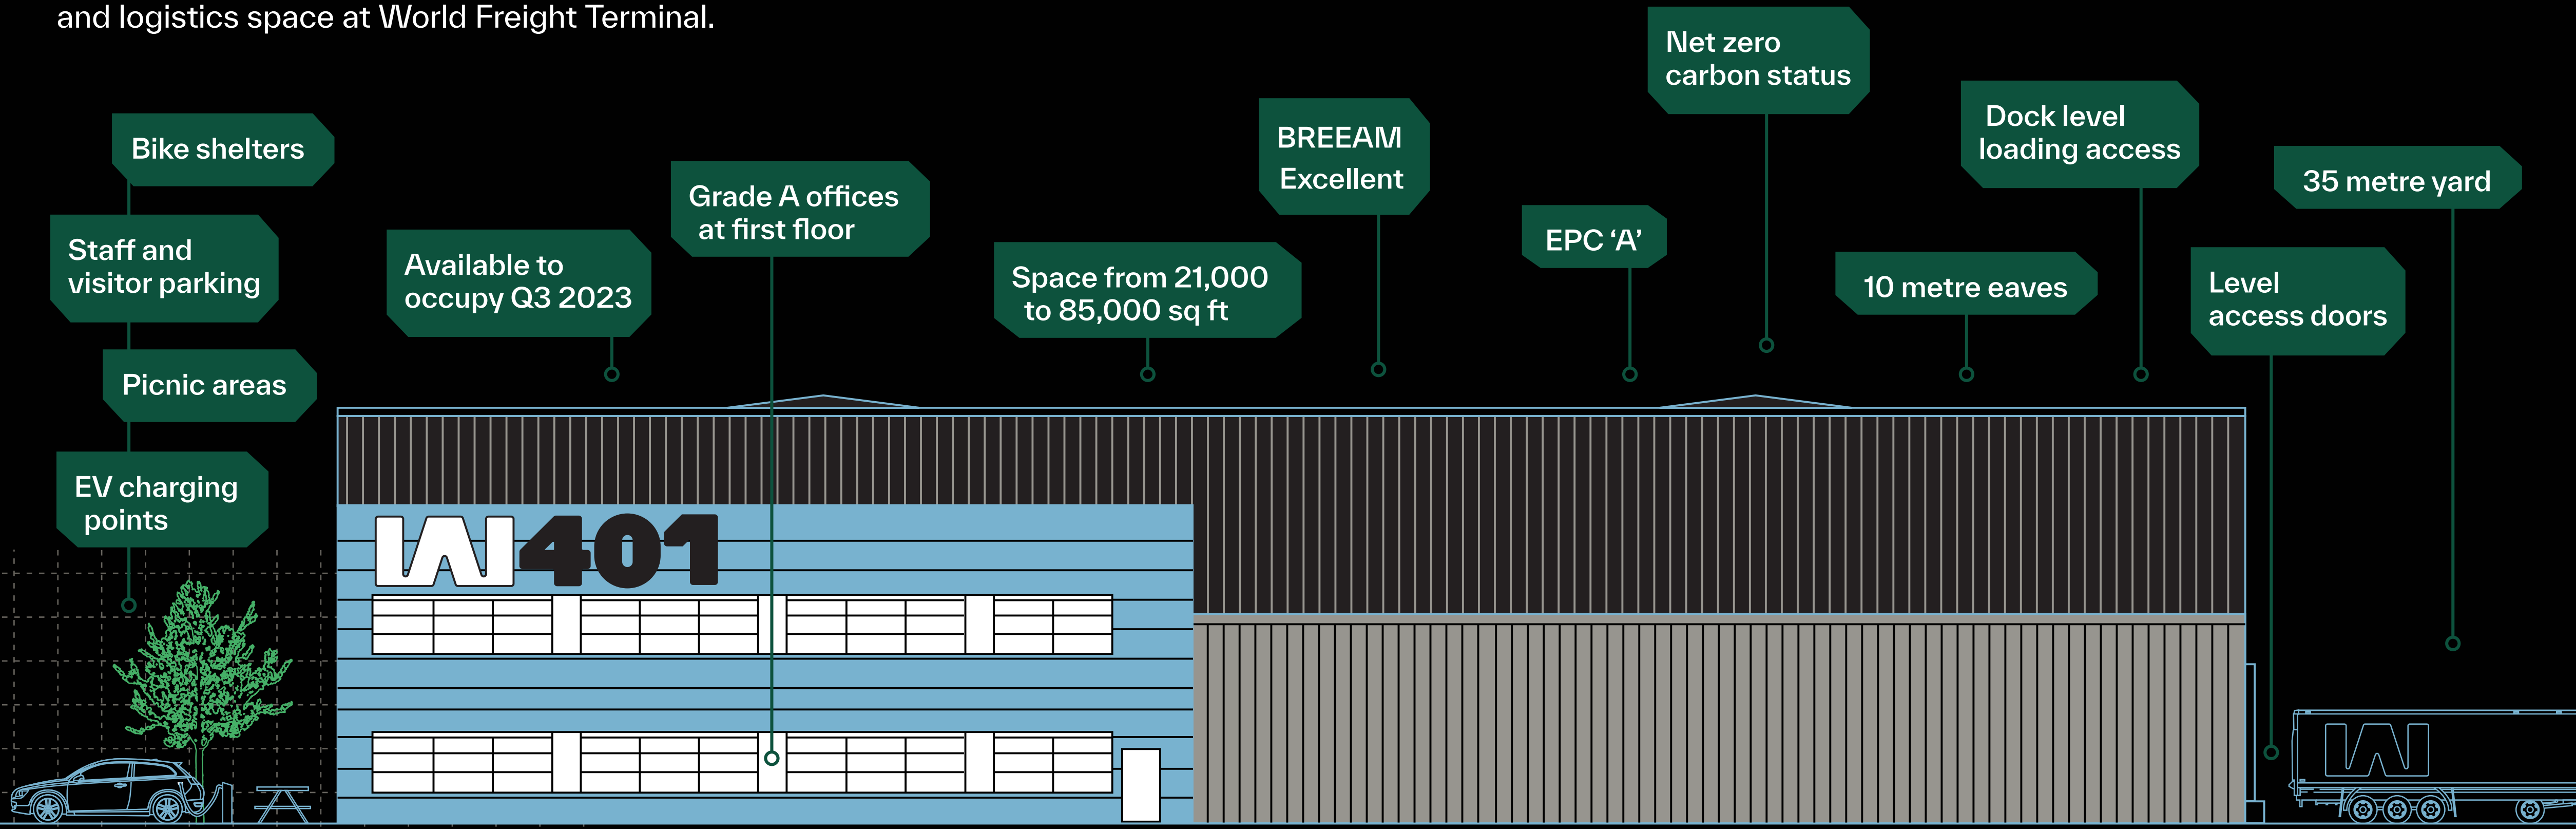 and logistics space at World Freight Terminal.
Bike shelters
Staff and
visitor parking
Picnic areas
EV charging
points
Available to
occupy Q3 2023
Grade A offices
at first floor
Space from 21,000
to 85,000 sq ft
BREEAM
Excellent
EPC ‘A’
Net zero
carbon status
10 metre eaves
Dock level
loading access
Level
access doors
35 metre yard
W401
W